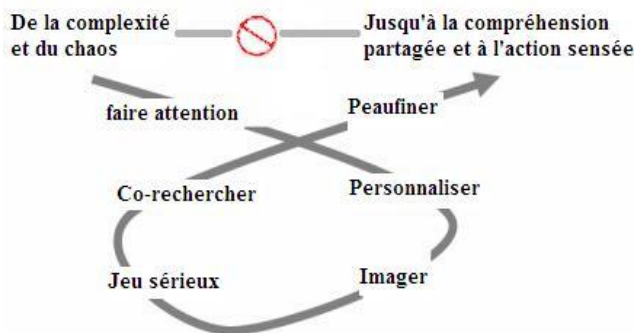 De la complexité
et du chaos
Jusqu'à la compréhension
partagée et à l'action sensée
faire attention
Peaufiner
Co-rechercher
Personnaliser
Jeu sérieux
Imager